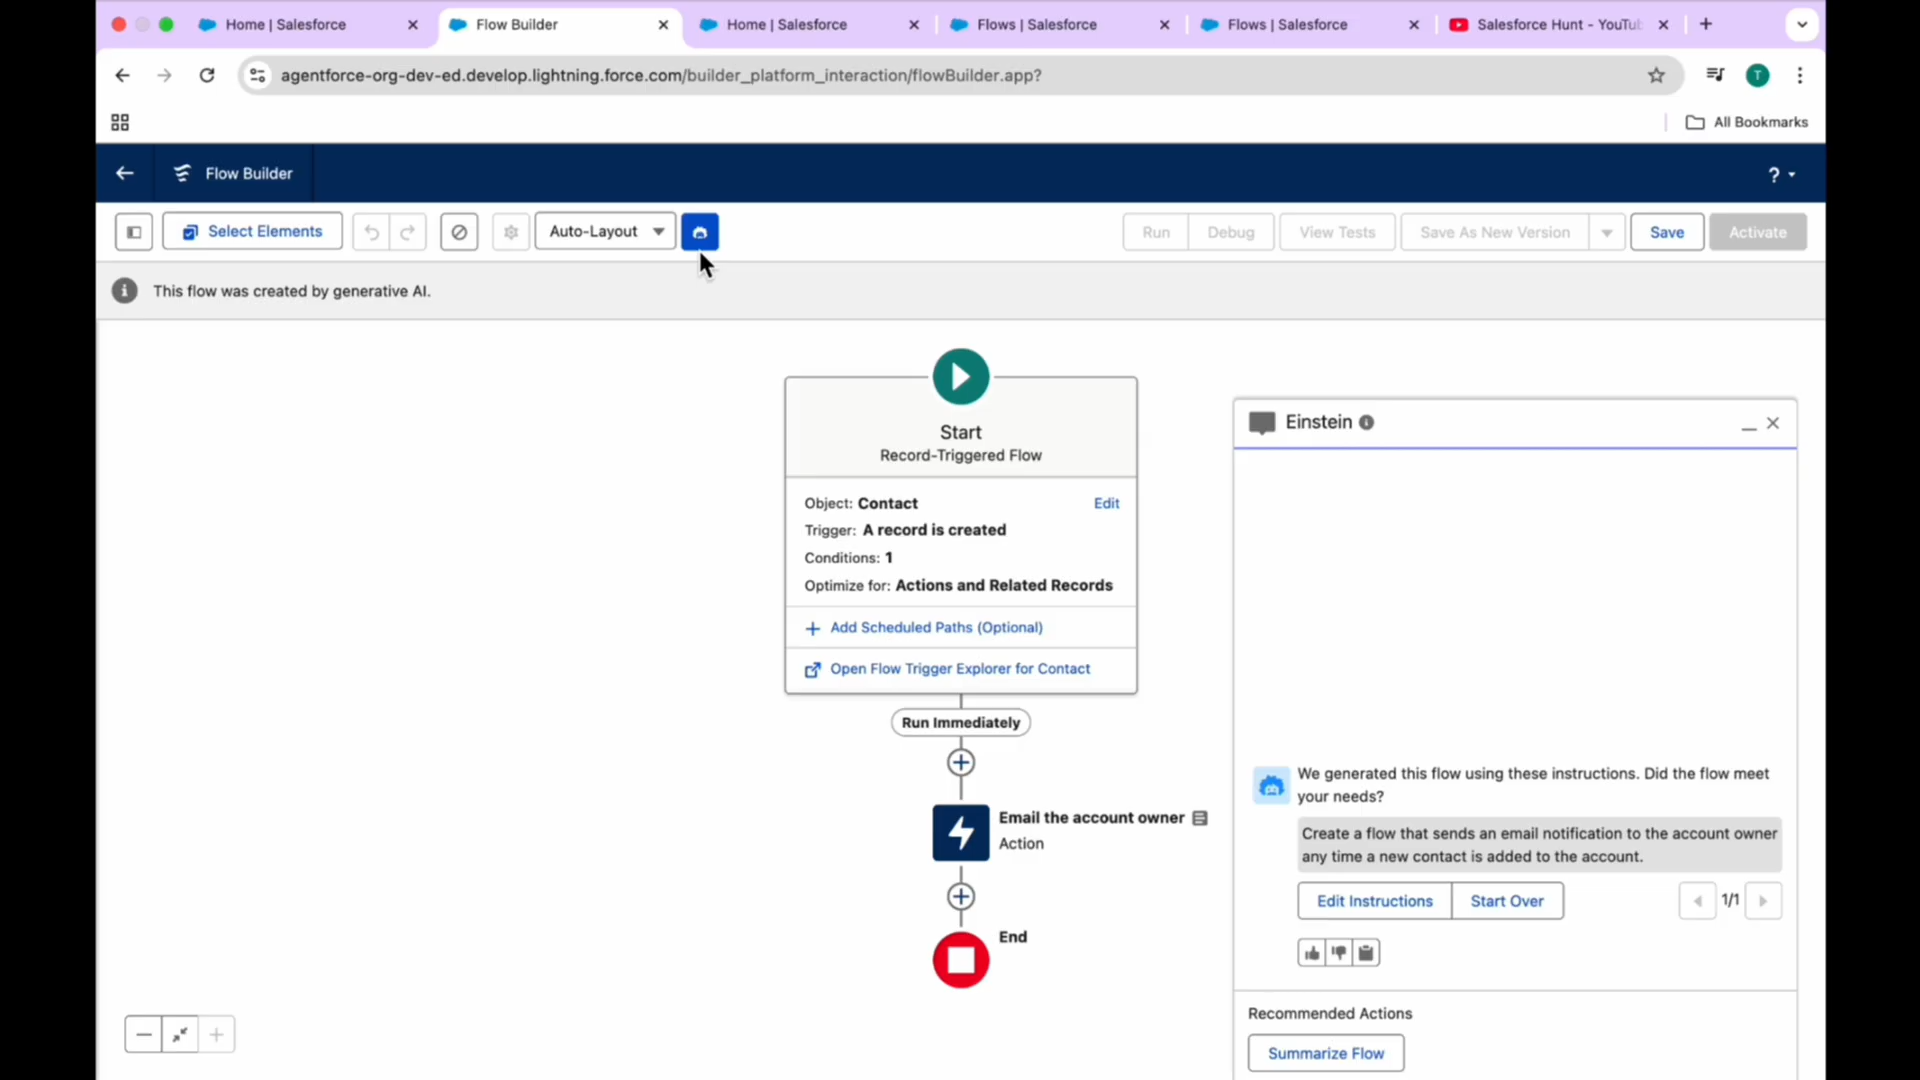 Home | Salesforce
Flow Builder
Home | Salesforce
Flows | Salesforce
Flows | Salesforce
Salesforce Hunt - YouTub
agentforce-org-dev-ed.develop.lightning.force.com/builder_platform_interaction/flowBuilder.app?
T
All Bookmarks
Flow Builder
?
Select Elements
Auto-Layout
Run
Debug
View Tests
Save As New Version
Save
Activate
This flow was created by generative AI.
Start
Record-Triggered Flow
Object: Contact
Edit
Trigger: A record is created
Conditions: 1
Optimize for: Actions and Related Records
Add Scheduled Paths (Optional)
Open Flow Trigger Explorer for Contact
Run Immediately
Email the account owner
Action
End
Einstein
We generated this flow using these instructions. Did the flow meet
your needs?
Create a flow that sends an email notification to the account owner
any time a new contact is added to the account.
Edit Instructions
Start Over
1/1
Recommended Actions
Summarize Flow